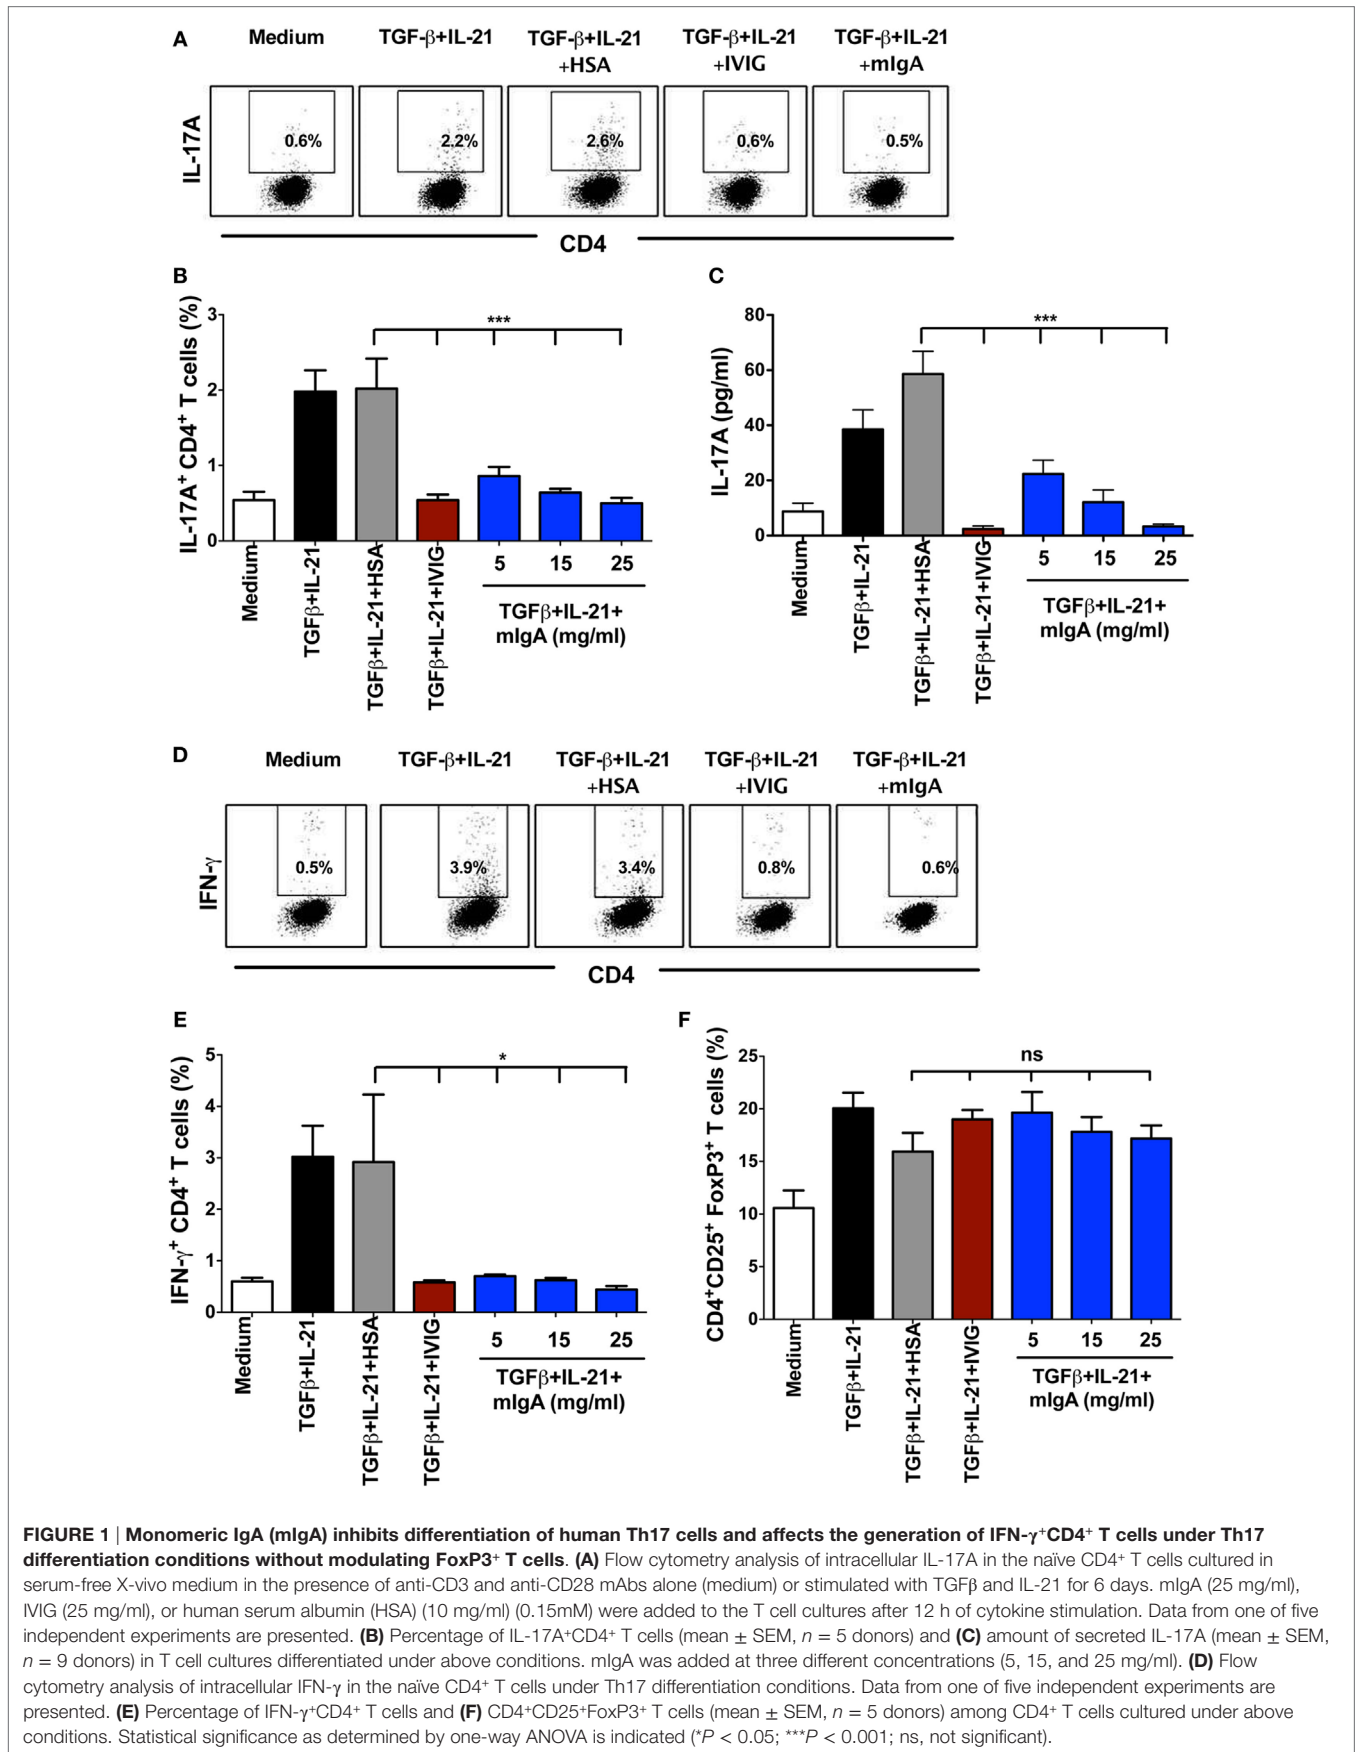 A
Medium
TGF-β+IL-21
TGF-β+IL-21
+HSA
TGF-β+IL-21
+IVIG
TGF-β+IL-21
+mIgA
IL-17A
0.6%
2.2%
2.6%
0.6%
0.5%
CD4
B
IL-17A⁺ CD4⁺ T cells (%)
3
2
1
0
***
Medium
TGFβ+IL-21
TGFβ+IL-21+HSA
TGFβ+IL-21+IVIG
5 15 25
TGFβ+IL-21+
mIgA (mg/ml)
C
IL-17A (pg/ml)
80
60
40
20
0
***
Medium
TGFβ+IL-21
TGFβ+IL-21+HSA
TGFβ+IL-21+IVIG
5 15 25
TGFβ+IL-21+
mIgA (mg/ml)
D
Medium
TGF-β+IL-21
TGF-β+IL-21
+HSA
TGF-β+IL-21
+IVIG
TGF-β+IL-21
+mIgA
IFN-γ
0.5%
3.9%
3.4%
0.8%
0.6%
CD4
E
IFN-γ⁺ CD4⁺ T cells (%)
5
4
3
2
1
0
*
Medium
TGFβ+IL-21
TGFβ+IL-21+HSA
TGFβ+IL-21+IVIG
5 15 25
TGFβ+IL-21+
mIgA (mg/ml)
F
CD4⁺CD25⁺ FoxP3⁺ T cells (%)
25
20
15
10
5
0
ns
Medium
TGFβ+IL-21
TGFβ+IL-21+HSA
TGFβ+IL-21+IVIG
5 15 25
TGFβ+IL-21+
mIgA (mg/ml)
FIGURE 1 | Monomeric IgA (mIgA) inhibits differentiation of human Th17 cells and affects the generation of IFN-γ⁺CD4⁺ T cells under Th17
differentiation conditions without modulating FoxP3⁺ T cells. (A) Flow cytometry analysis of intracellular IL-17A in the naïve CD4⁺ T cells cultured in
serum-free X-vivo medium in the presence of anti-CD3 and anti-CD28 mAbs alone (medium) or stimulated with TGFβ and IL-21 for 6 days. mIgA (25 mg/ml),
IVIG (25 mg/ml), or human serum albumin (HSA) (10 mg/ml) (0.15mM) were added to the T cell cultures after 12 h of cytokine stimulation. Data from one of five
independent experiments are presented. (B) Percentage of IL-17A⁺CD4⁺ T cells (mean ± SEM, n = 5 donors) and (C) amount of secreted IL-17A (mean ± SEM,
n = 9 donors) in T cell cultures differentiated under above conditions. mIgA was added at three different concentrations (5, 15, and 25 mg/ml). (D) Flow
cytometry analysis of intracellular IFN-γ in the naïve CD4⁺ T cells under Th17 differentiation conditions. Data from one of five independent experiments are
presented. (E) Percentage of IFN-γ⁺CD4⁺ T cells and (F) CD4⁺CD25⁺FoxP3⁺ T cells (mean ± SEM, n = 5 donors) among CD4⁺ T cells cultured under above
conditions. Statistical significance as determined by one-way ANOVA is indicated (*P < 0.05; ***P < 0.001; ns, not significant).